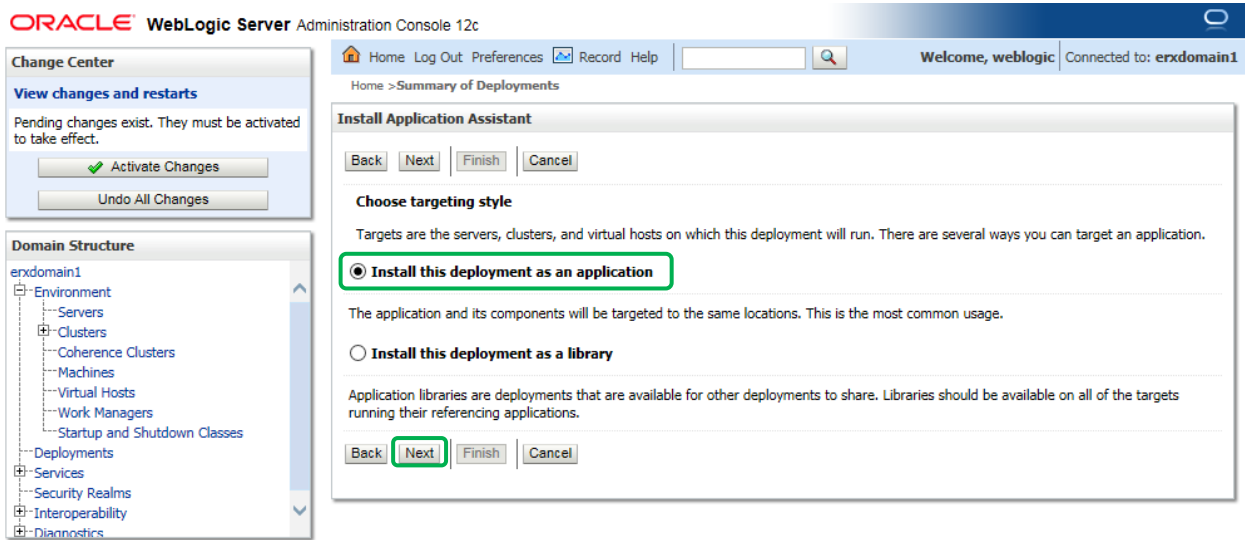 ORACLE WebLogic Server Administration Console 12c
Change Center
View changes and restarts
Pending changes exist. They must be activated
to take effect.
Activate Changes
Undo All Changes
Domain Structure
erxdomain1
Environment
Servers
Clusters
Coherence Clusters
Machines
Virtual Hosts
Work Managers
Startup and Shutdown Classes
Deployments
Services
Security Realms
Interoperability
Diagnostics
Home Log Out Preferences Record Help
Welcome, weblogic Connected to: erxdomain1
Home >Summary of Deployments
Install Application Assistant
Back Next Finish Cancel
Choose targeting style
Targets are the servers, clusters, and virtual hosts on which this deployment will run. There are several ways you can target an application.
Install this deployment as an application
The application and its components will be targeted to the same locations. This is the most common usage.
Install this deployment as a library
Application libraries are deployments that are available for other deployments to share. Libraries should be available on all of the targets
running their referencing applications.
Back Next Finish Cancel